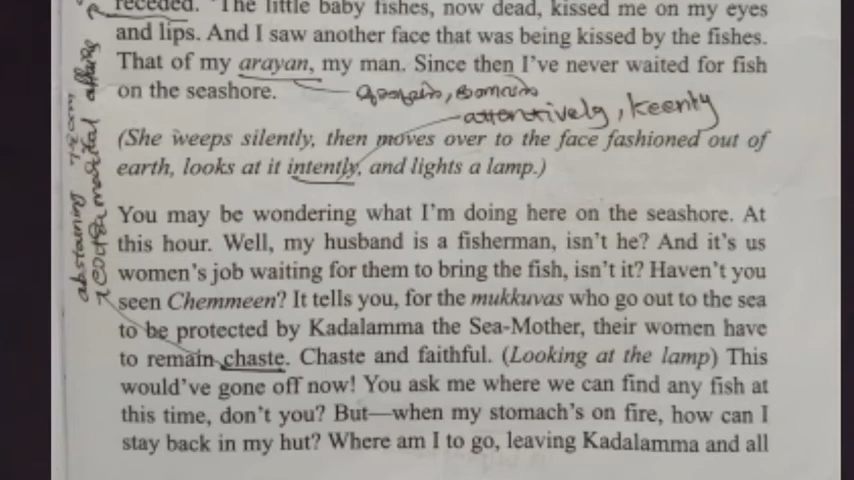 receded. The little baby fishes, now dead, kissed me on my eyes
and lips. And I saw another face that was being kissed by the fishes.
That of my arayan, my man. Since then I've never waited for fish
on the seashore.
attentively, keenly
(She weeps silently, then moves over to the face fashioned out of
earth, looks at it intently, and lights a lamp.)
You may be wondering what I'm doing here on the seashore. At
this hour. Well, my husband is a fisherman, isn't he? And it's us
women's job waiting for them to bring the fish, isn't it? Haven't you
seen Chemmeen? It tells you, for the mukkuvas who go out to the sea
to be protected by Kadalamma the Sea-Mother, their women have
to remain chaste. Chaste and faithful. (Looking at the lamp) This
would've gone off now! You ask me where we can find any fish at
this time, don't you? But—when my stomach's on fire, how can I
stay back in my hut? Where am I to go, leaving Kadalamma and all
abstaining from
extramarital affairs